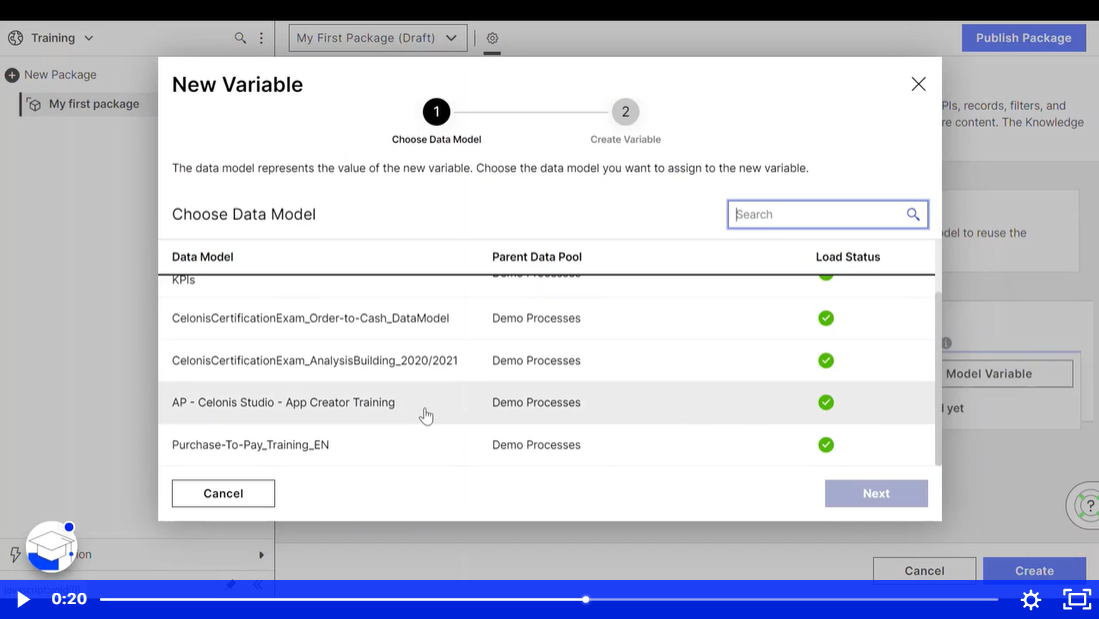 Training
My First Package (Draft)
Publish Package
New Package
My first package
PIs, records, filters, and
re content. The Knowledge
New Variable
1
2
Choose Data Model
Create Variable
The data model represents the value of the new variable. Choose the data model you want to assign to the new variable.
Choose Data Model
Search
del to reuse the
Data Model
Parent Data Pool
Load Status
KPIs
Demo Processes
CelonisCertificationExam_Order-to-Cash_DataModel
Demo Processes
CelonisCertificationExam_AnalysisBuilding_2020/2021
Demo Processes
Model Variable
AP - Celonis Studio - App Creator Training
Demo Processes
d yet
Purchase-To-Pay_Training_EN
Demo Processes
Cancel
Next
?
ion
Cancel
Create
0:20